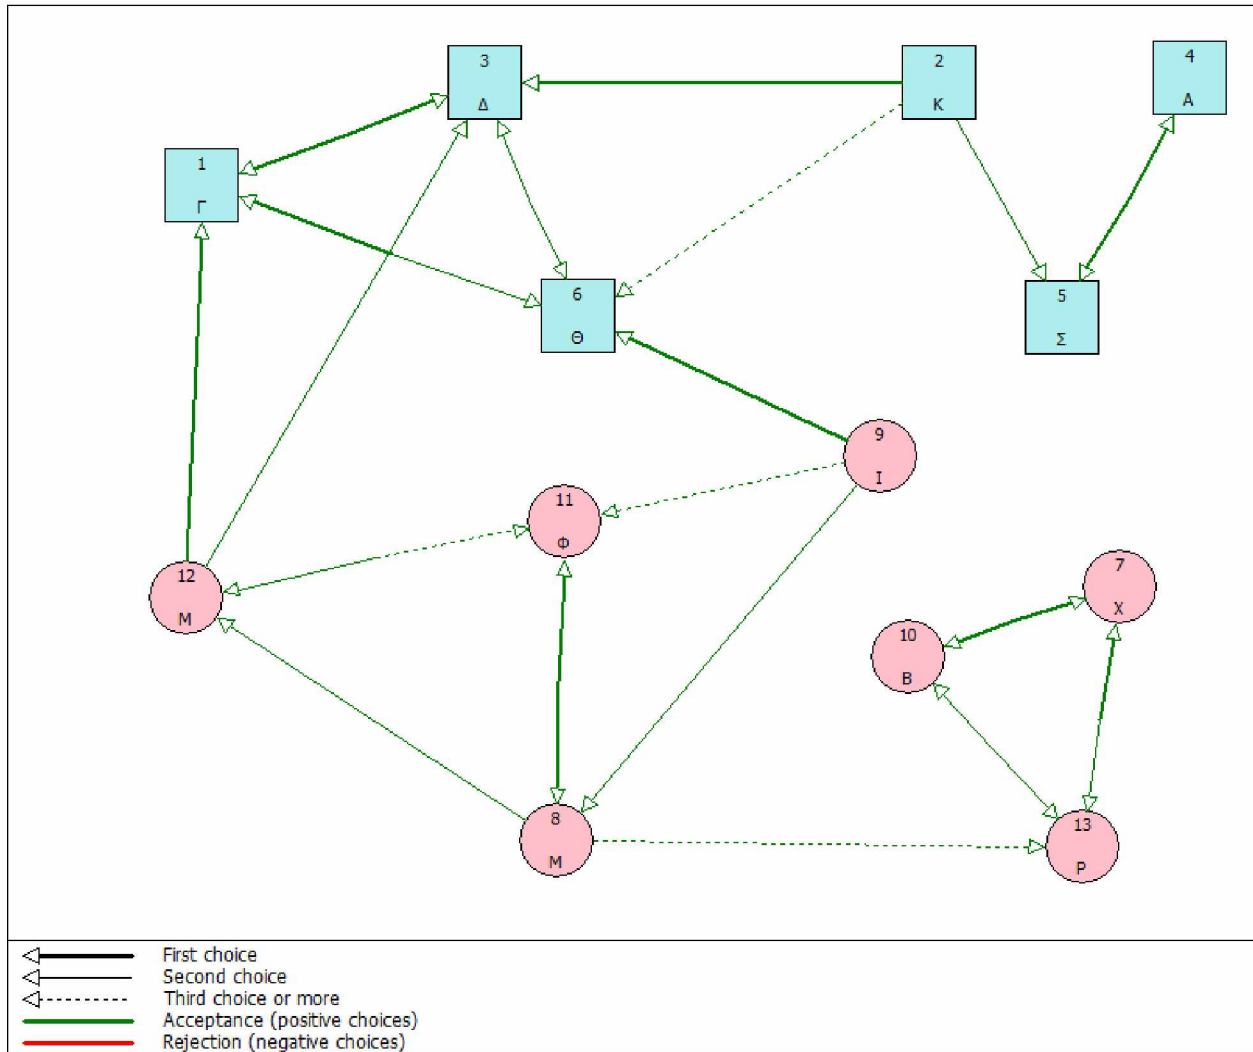 3
Δ
2
Κ
4
Α
1
Γ
6
Θ
5
Σ
9
Ι
11
Φ
12
Μ
7
Χ
10
Β
8
Μ
13
Ρ
First choice
Second choice
Third choice or more
Acceptance (positive choices)
Rejection (negative choices)